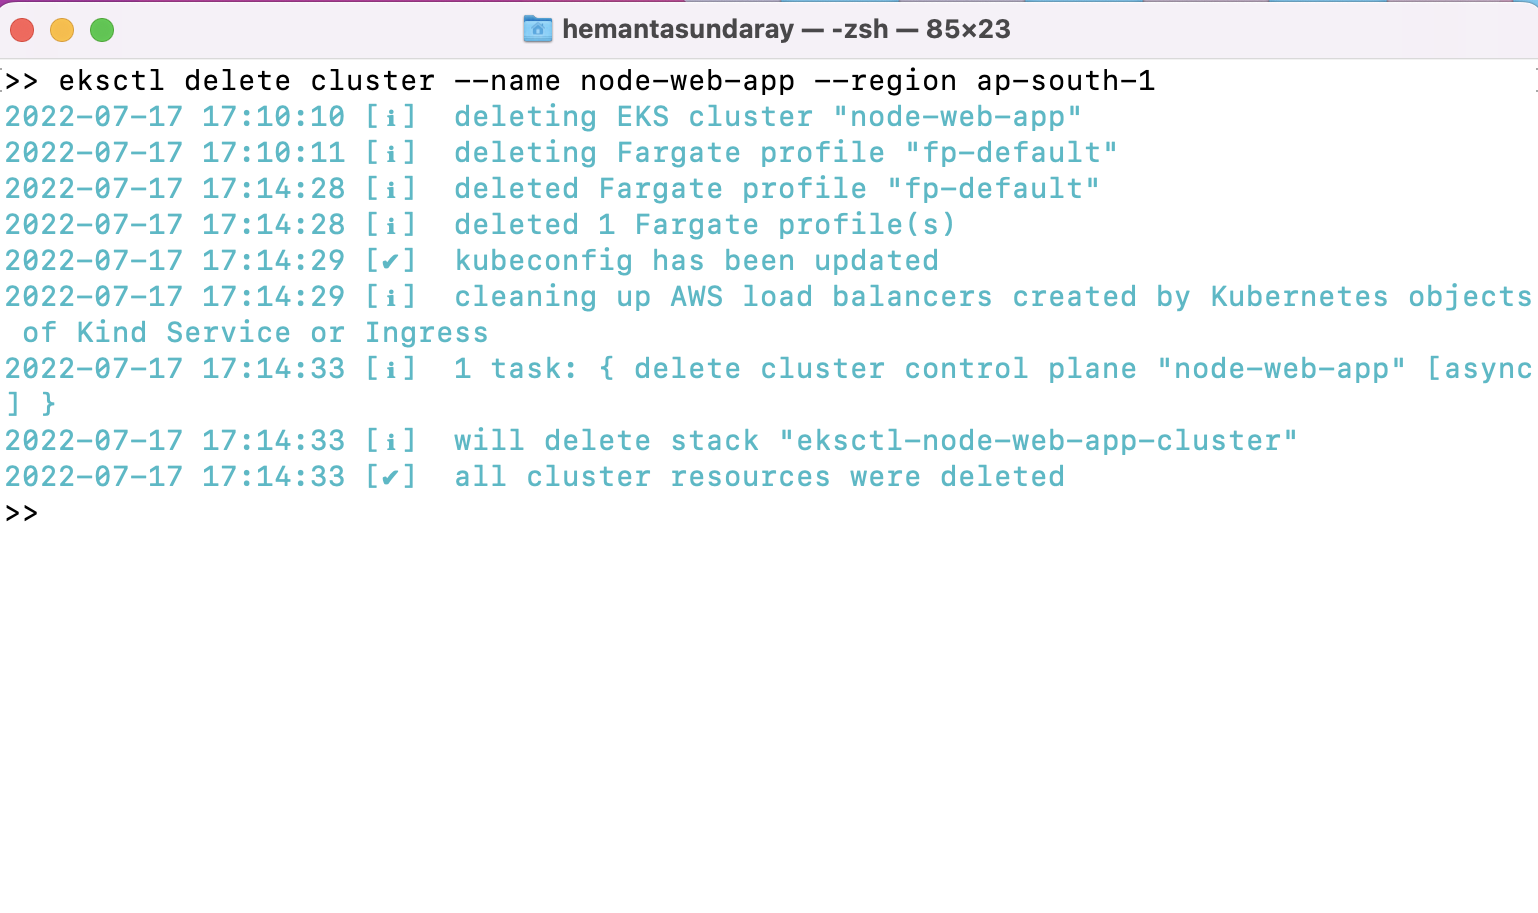 hemantasundaray — -zsh — 85×23
>> eksctl delete cluster --name node-web-app --region ap-south-1
2022-07-17 17:10:10 [ℹ]  deleting EKS cluster "node-web-app"
2022-07-17 17:10:11 [ℹ]  deleting Fargate profile "fp-default"
2022-07-17 17:14:28 [ℹ]  deleted Fargate profile "fp-default"
2022-07-17 17:14:28 [ℹ]  deleted 1 Fargate profile(s)
2022-07-17 17:14:29 [✔]  kubeconfig has been updated
2022-07-17 17:14:29 [ℹ]  cleaning up AWS load balancers created by Kubernetes objects
 of Kind Service or Ingress
2022-07-17 17:14:33 [ℹ]  1 task: { delete cluster control plane "node-web-app" [async
] }
2022-07-17 17:14:33 [ℹ]  will delete stack "eksctl-node-web-app-cluster"
2022-07-17 17:14:33 [✔]  all cluster resources were deleted
>>